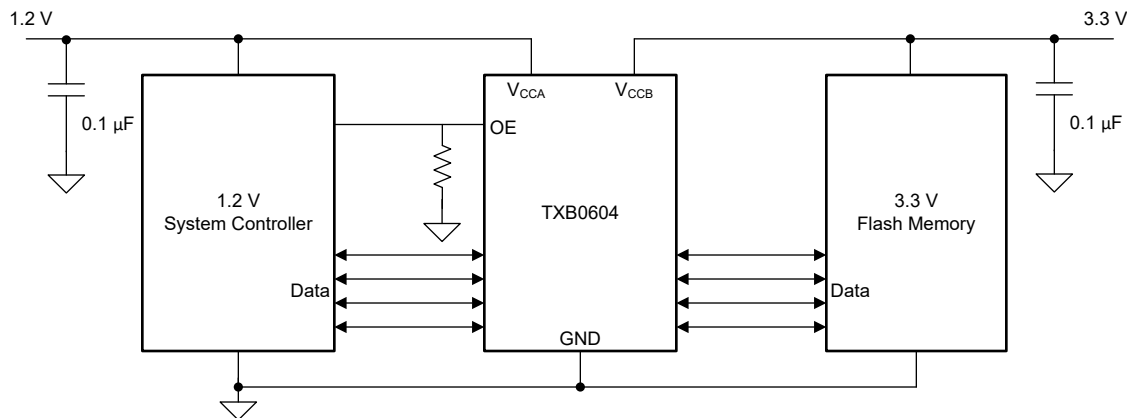 1.2 V
3.3 V
VCCA
VCCB
0.1 µF
OE
0.1 µF
1.2 V
System Controller
TXB0604
3.3 V
Flash Memory
Data
Data
GND